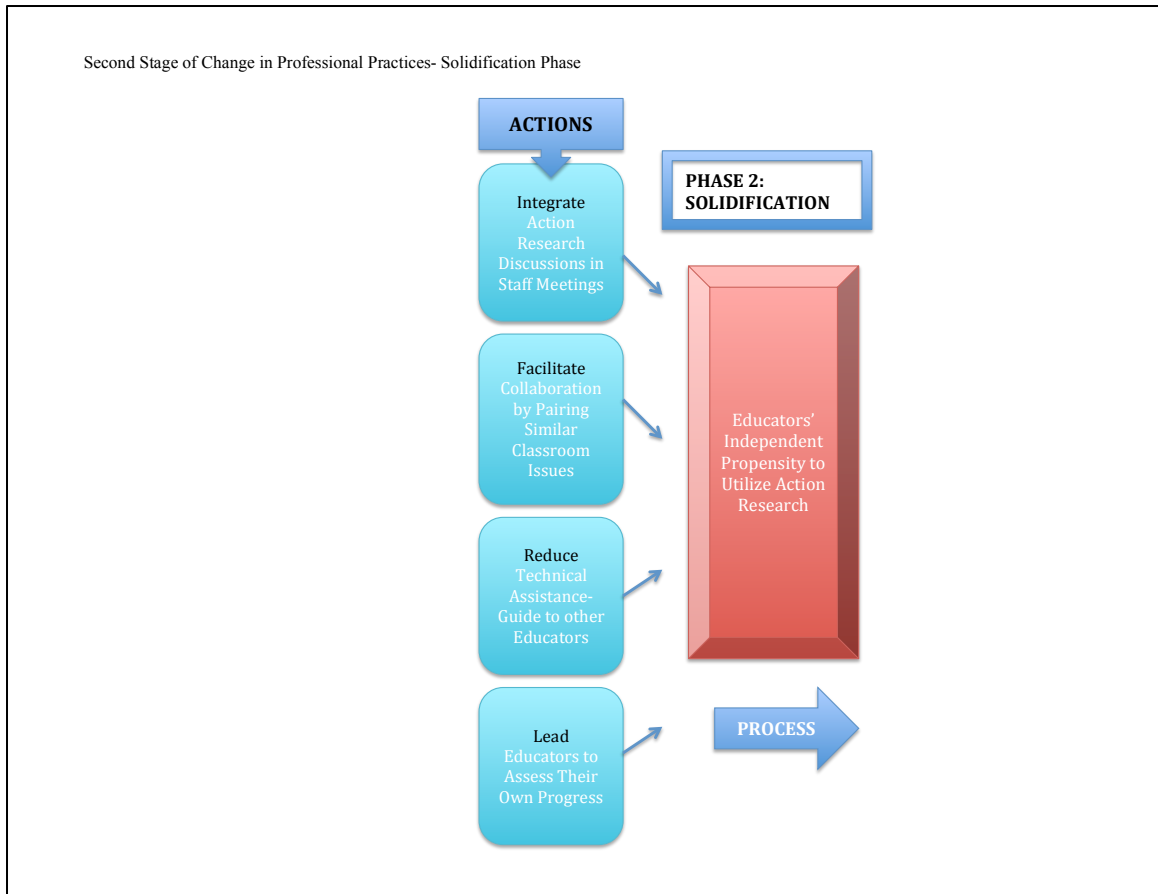 Second Stage of Change in Professional Practices- Solidification Phase
ACTIONS
Integrate
Action
Research
Discussions in
Staff Meetings
Facilitate
Collaboration
by Pairing
Similar
Classroom
Issues
Reduce
Technical
Assistance-
Guide to other
Educators
Lead
Educators to
Assess Their
Own Progress
PHASE 2:
SOLIDIFICATION
Educators’
Independent
Propensity to
Utilize Action
Research
PROCESS